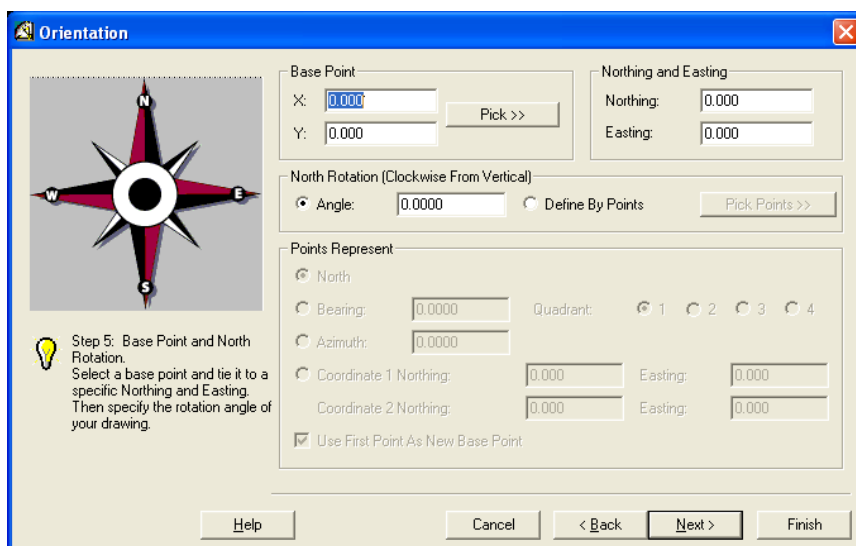 Orientation
N
W
E
S
Step 5: Base Point and North
Rotation.
Select a base point and tie it to a
specific Northing and Easting.
Then specify the rotation angle of
your drawing.
Base Point
X: 0.000
Y: 0.000
Pick >>
Northing and Easting
Northing: 0.000
Easting: 0.000
North Rotation (Clockwise From Vertical)
Angle: 0.0000 Define By Points Pick Points >>
Points Represent
North
Bearing: 0.0000 Quadrant: 1 2 3 4
Azimuth: 0.0000
Coordinate 1 Northing: 0.000 Easting: 0.000
Coordinate 2 Northing: 0.000 Easting: 0.000
Use First Point As New Base Point
Help Cancel < Back Next > Finish